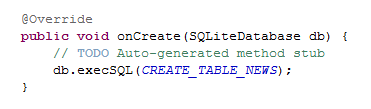 @Override
public void onCreate(SQLiteDatabase db) {
// TODO Auto-generated method stub
db.execSQL(CREATE_TABLE_NEWS);
}